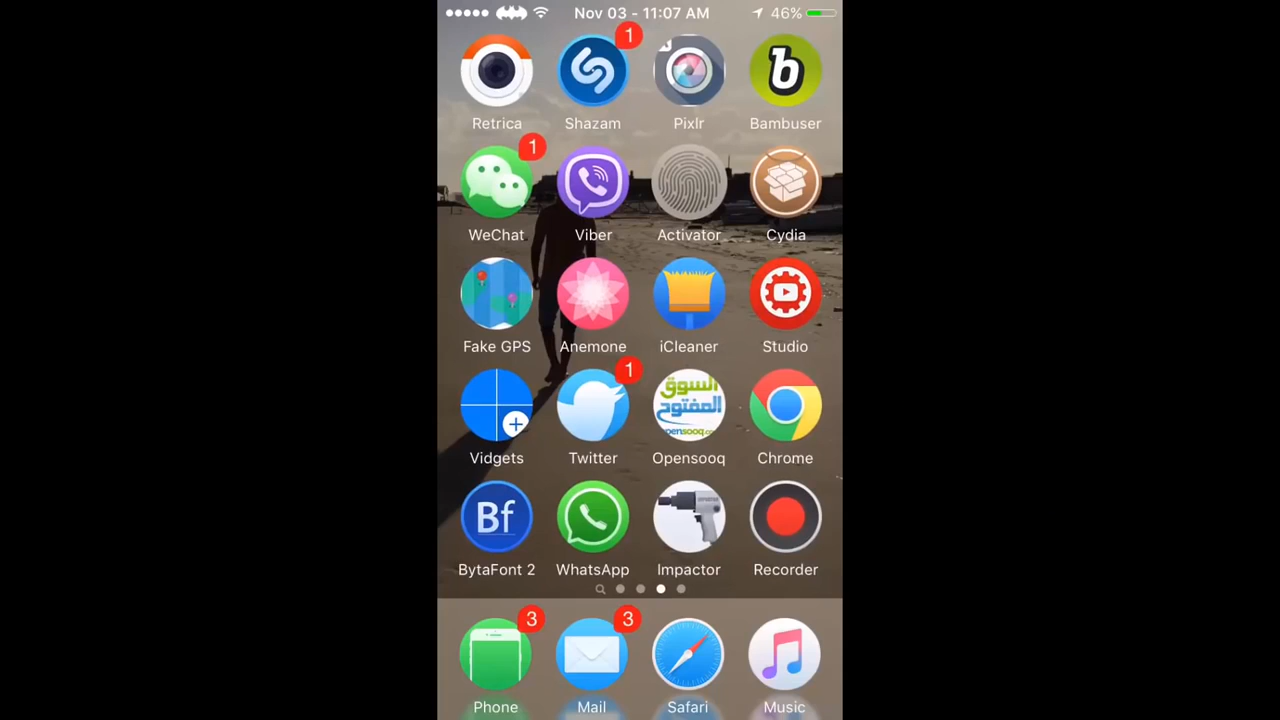 Nov 03 - 11:07 AM
46%
1
b
Retrica
Shazam
Pixlr
Bambuser
1
WeChat
Viber
Activator
Cydia
Fake GPS
Anemone
iCleaner
Studio
1
السوق
المفتوح
opensooq.co
Vidgets
Twitter
Opensooq
Chrome
Bf
BytaFont 2
WhatsApp
Impactor
Recorder
3
3
Phone
Mail
Safari
Music